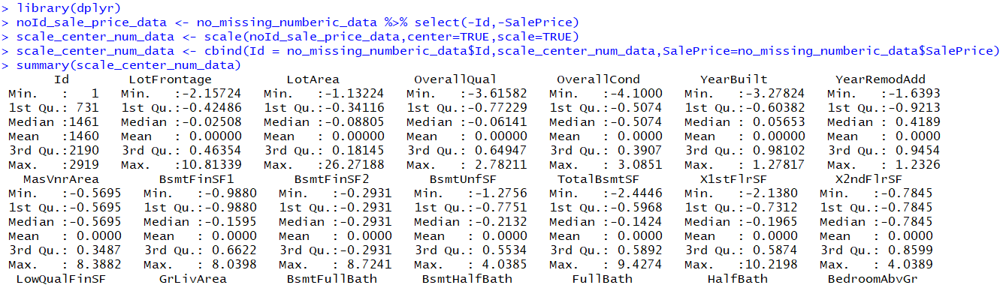 > library(dplyr)
> noId_sale_price_data <- no_missing_numberic_data %>% select(-Id,-SalePrice)
> scale_center_num_data <- scale(noId_sale_price_data,center=TRUE,scale=TRUE)
> scale_center_num_data <- cbind(Id = no_missing_numberic_data$Id,scale_center_num_data,SalePrice=no_missing_numberic_data$SalePrice)
> summary(scale_center_num_data)
Id LotFrontage LotArea OverallQual OverallCond YearBuilt YearRemodAdd
Min. : 1 Min. :-2.15724 Min. :-1.13224 Min. :-3.61582 Min. :-4.1000 Min. :-3.27824 Min. :-1.6393
1st Qu.: 731 1st Qu.:-0.42486 1st Qu.:-0.34116 1st Qu.:-0.77229 1st Qu.:-0.5074 1st Qu.:-0.60382 1st Qu.:-0.9213
Median :1461 Median :-0.02508 Median :-0.08805 Median :-0.06141 Median :-0.5074 Median : 0.05653 Median : 0.4189
Mean :1460 Mean : 0.00000 Mean : 0.00000 Mean : 0.00000 Mean : 0.0000 Mean : 0.00000 Mean : 0.0000
3rd Qu.:2190 3rd Qu.: 0.46354 3rd Qu.: 0.18145 3rd Qu.: 0.64947 3rd Qu.: 0.3907 3rd Qu.: 0.98102 3rd Qu.: 0.9454
Max. :2919 Max. :10.81339 Max. :26.27188 Max. : 2.78211 Max. : 3.0851 Max. : 1.27817 Max. : 1.2326
MasVnrArea BsmtFinSF1 BsmtFinSF2 BsmtUnfSF TotalBsmtSF X1stFlrSF X2ndFlrSF
Min. :-0.5695 Min. :-0.9880 Min. :-0.2931 Min. :-1.2756 Min. :-2.4446 Min. :-2.1380 Min. :-0.7845
1st Qu.:-0.5695 1st Qu.:-0.9880 1st Qu.:-0.2931 1st Qu.:-0.7751 1st Qu.:-0.5968 1st Qu.:-0.7312 1st Qu.:-0.7845
Median :-0.5695 Median :-0.1595 Median :-0.2931 Median :-0.2132 Median :-0.1424 Median :-0.1965 Median :-0.7845
Mean : 0.0000 Mean : 0.0000 Mean : 0.0000 Mean : 0.0000 Mean : 0.0000 Mean : 0.0000 Mean : 0.0000
3rd Qu.: 0.3487 3rd Qu.: 0.6622 3rd Qu.:-0.2931 3rd Qu.: 0.5534 3rd Qu.: 0.5892 3rd Qu.: 0.5874 3rd Qu.: 0.8599
Max. : 8.3882 Max. : 8.0398 Max. : 8.7241 Max. : 4.0385 Max. : 9.4274 Max. :10.2198 Max. : 4.0389
LowQualFinSF GrLivArea BsmtFullBath BsmtHalfBath FullBath HalfBath BedroomAbvGr